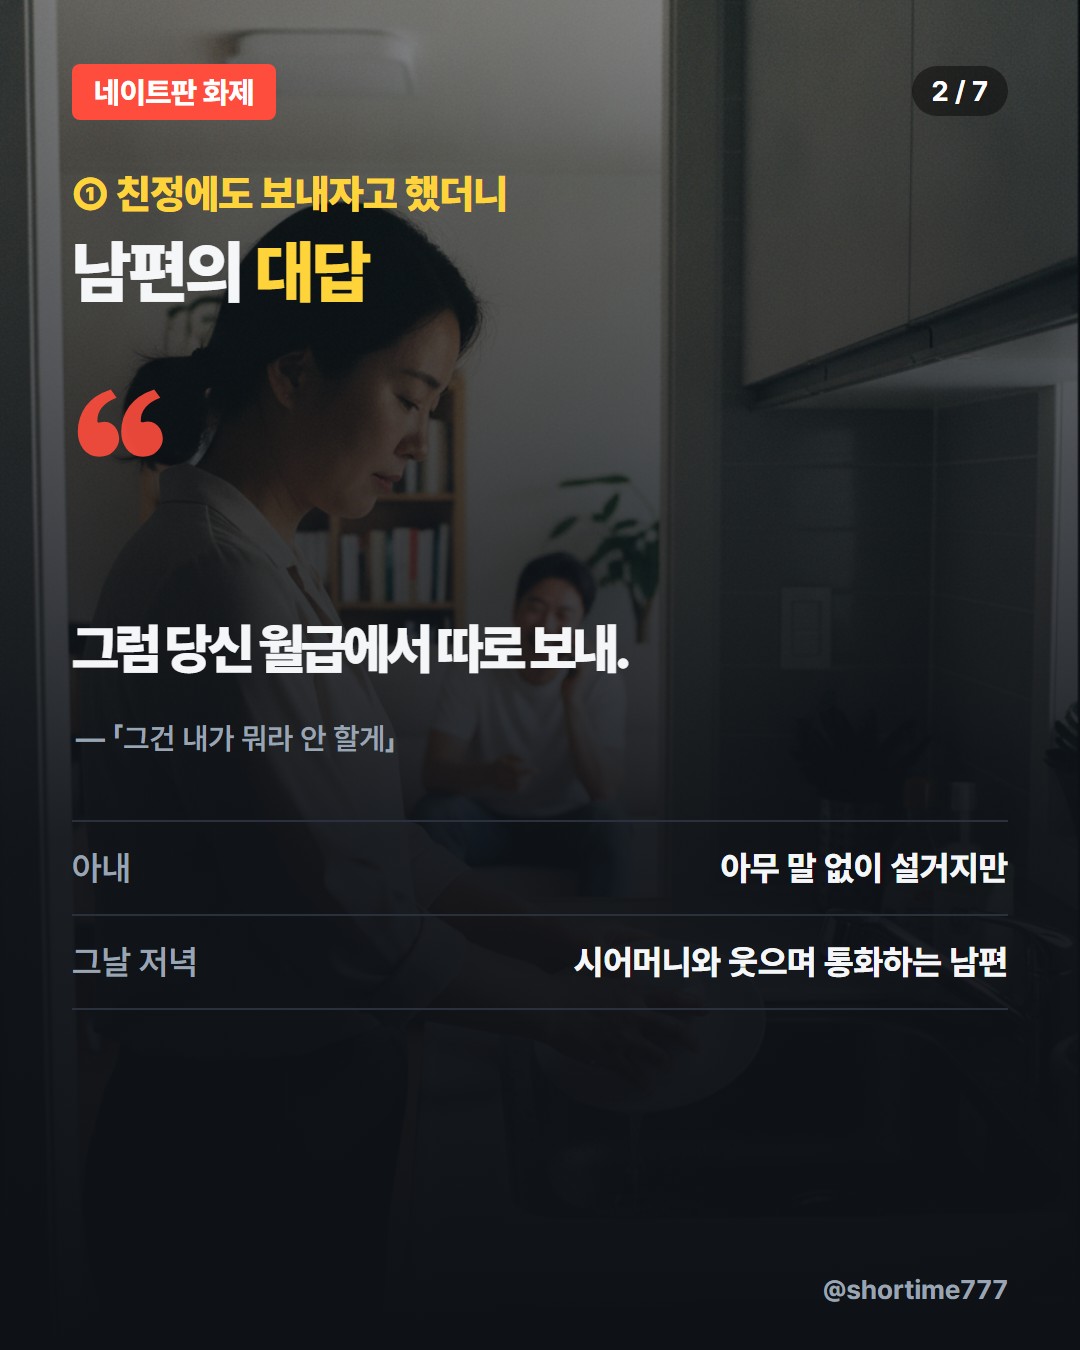 네이트판 화제
2 / 7
① 친정에도 보내자고 했더니
남편의 대답
“
그럼 당신 월급에서 따로 보내.
— 「그건 내가 뭐라 안 할게」
아내 아무 말 없이 설거지만
그날 저녁 시어머니와 웃으며 통화하는 남편
@shortime777